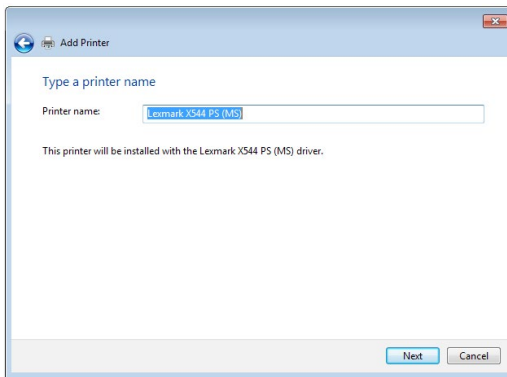 Add Printer
Type a printer name
Printer name: Lexmark X544 PS (MS)
This printer will be installed with the Lexmark X544 PS (MS) driver.
Next Cancel